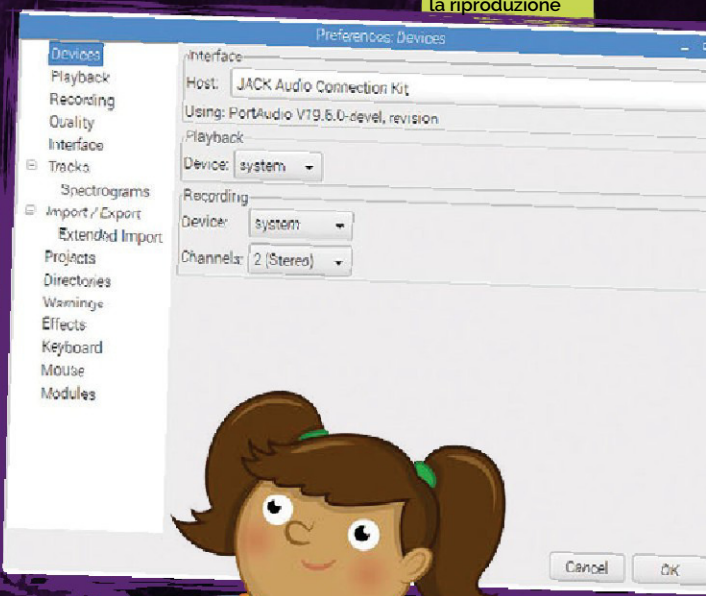 la riproduzione
Preferences: Devices
Devices
Playback
Recording
Quality
Interface
Tracks
Spectrograms
Import / Export
Extended Import
Projects
Directories
Warnings
Effects
Keyboard
Mouse
Modules
Interface
Host: JACK Audio Connection Kit
Using: PortAudio V19.6.0-devel, revision
Playback
Device: system
Recording
Device: system
Channels: 2 (Stereo)
Cancel
OK